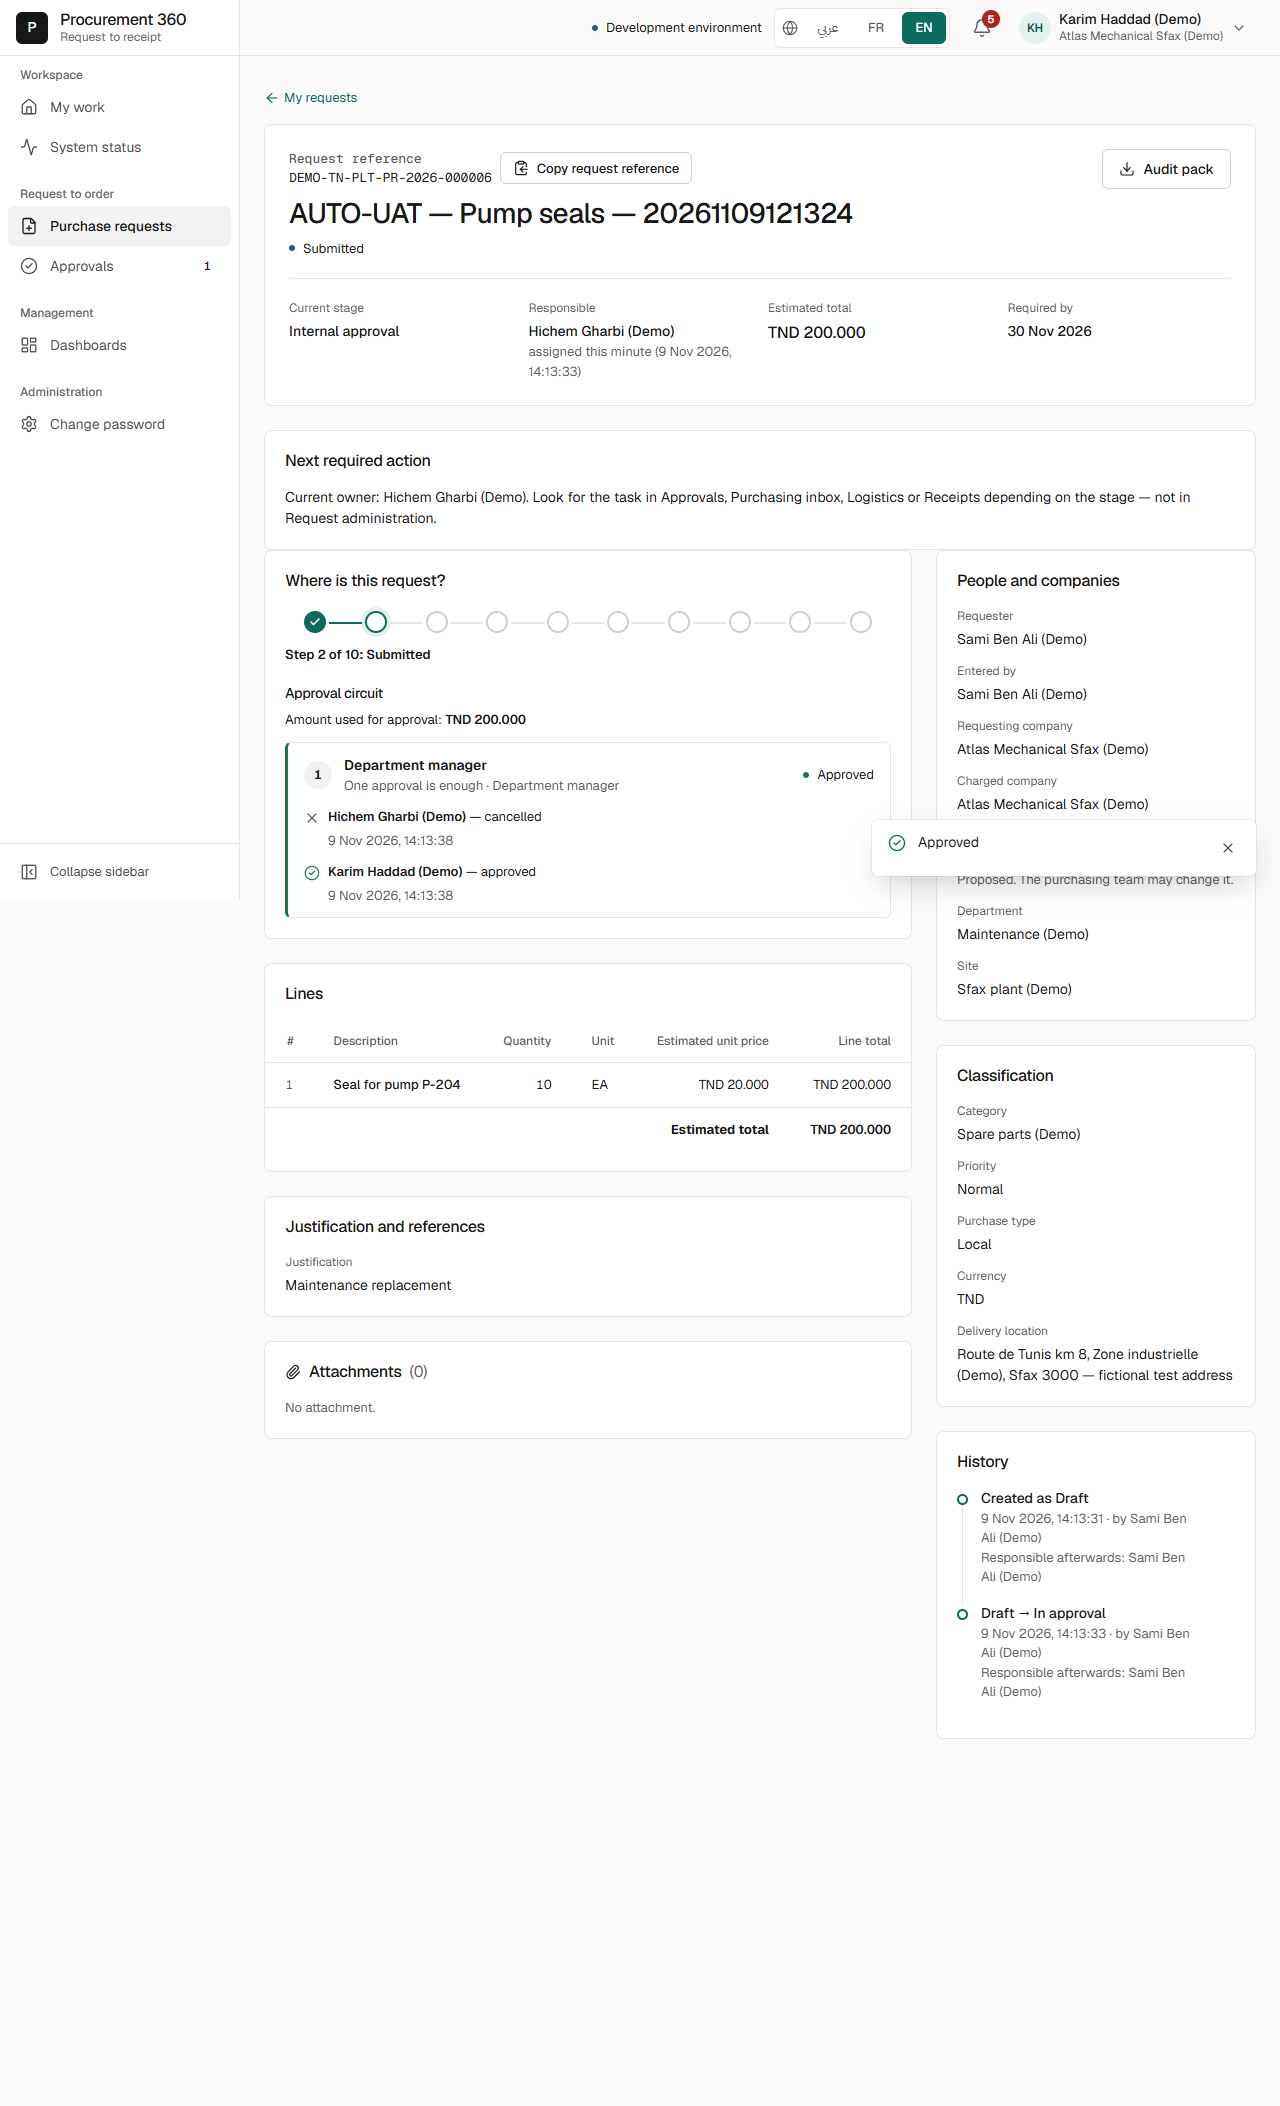 P
Procurement 360
Request to receipt
Development environment
عربي
FR
EN
5
KH
Karim Haddad (Demo)
Atlas Mechanical Sfax (Demo)
Workspace
My work
System status
Request to order
Purchase requests
Approvals
1
Management
Dashboards
Administration
Change password
Collapse sidebar
My requests
Request reference
DEMO-TN-PLT-PR-2026-000006
Copy request reference
Audit pack
AUTO-UAT — Pump seals — 20261109121324
Submitted
Current stage
Internal approval
Responsible
Hichem Gharbi (Demo)
assigned this minute (9 Nov 2026,
14:13:33)
Estimated total
TND 200.000
Required by
30 Nov 2026
Next required action
Current owner: Hichem Gharbi (Demo). Look for the task in Approvals, Purchasing inbox, Logistics or Receipts depending on the stage — not in
Request administration.
Where is this request?
Step 2 of 10: Submitted
Approval circuit
Amount used for approval: TND 200.000
1
Department manager
One approval is enough · Department manager
Approved
Hichem Gharbi (Demo) — cancelled
9 Nov 2026, 14:13:38
Karim Haddad (Demo) — approved
9 Nov 2026, 14:13:38
Lines
# Description Quantity Unit Estimated unit price Line total
1 Seal for pump P-204 10 EA TND 20.000 TND 200.000
Estimated total TND 200.000
Justification and references
Justification
Maintenance replacement
Attachments (0)
No attachment.
People and companies
Requester
Sami Ben Ali (Demo)
Entered by
Sami Ben Ali (Demo)
Requesting company
Atlas Mechanical Sfax (Demo)
Charged company
Atlas Mechanical Sfax (Demo)
Approved
Proposed. The purchasing team may change it.
Department
Maintenance (Demo)
Site
Sfax plant (Demo)
Classification
Category
Spare parts (Demo)
Priority
Normal
Purchase type
Local
Currency
TND
Delivery location
Route de Tunis km 8, Zone industrielle
(Demo), Sfax 3000 — fictional test address
History
Created as Draft
9 Nov 2026, 14:13:31 · by Sami Ben
Ali (Demo)
Responsible afterwards: Sami Ben
Ali (Demo)
Draft → In approval
9 Nov 2026, 14:13:33 · by Sami Ben
Ali (Demo)
Responsible afterwards: Sami Ben
Ali (Demo)